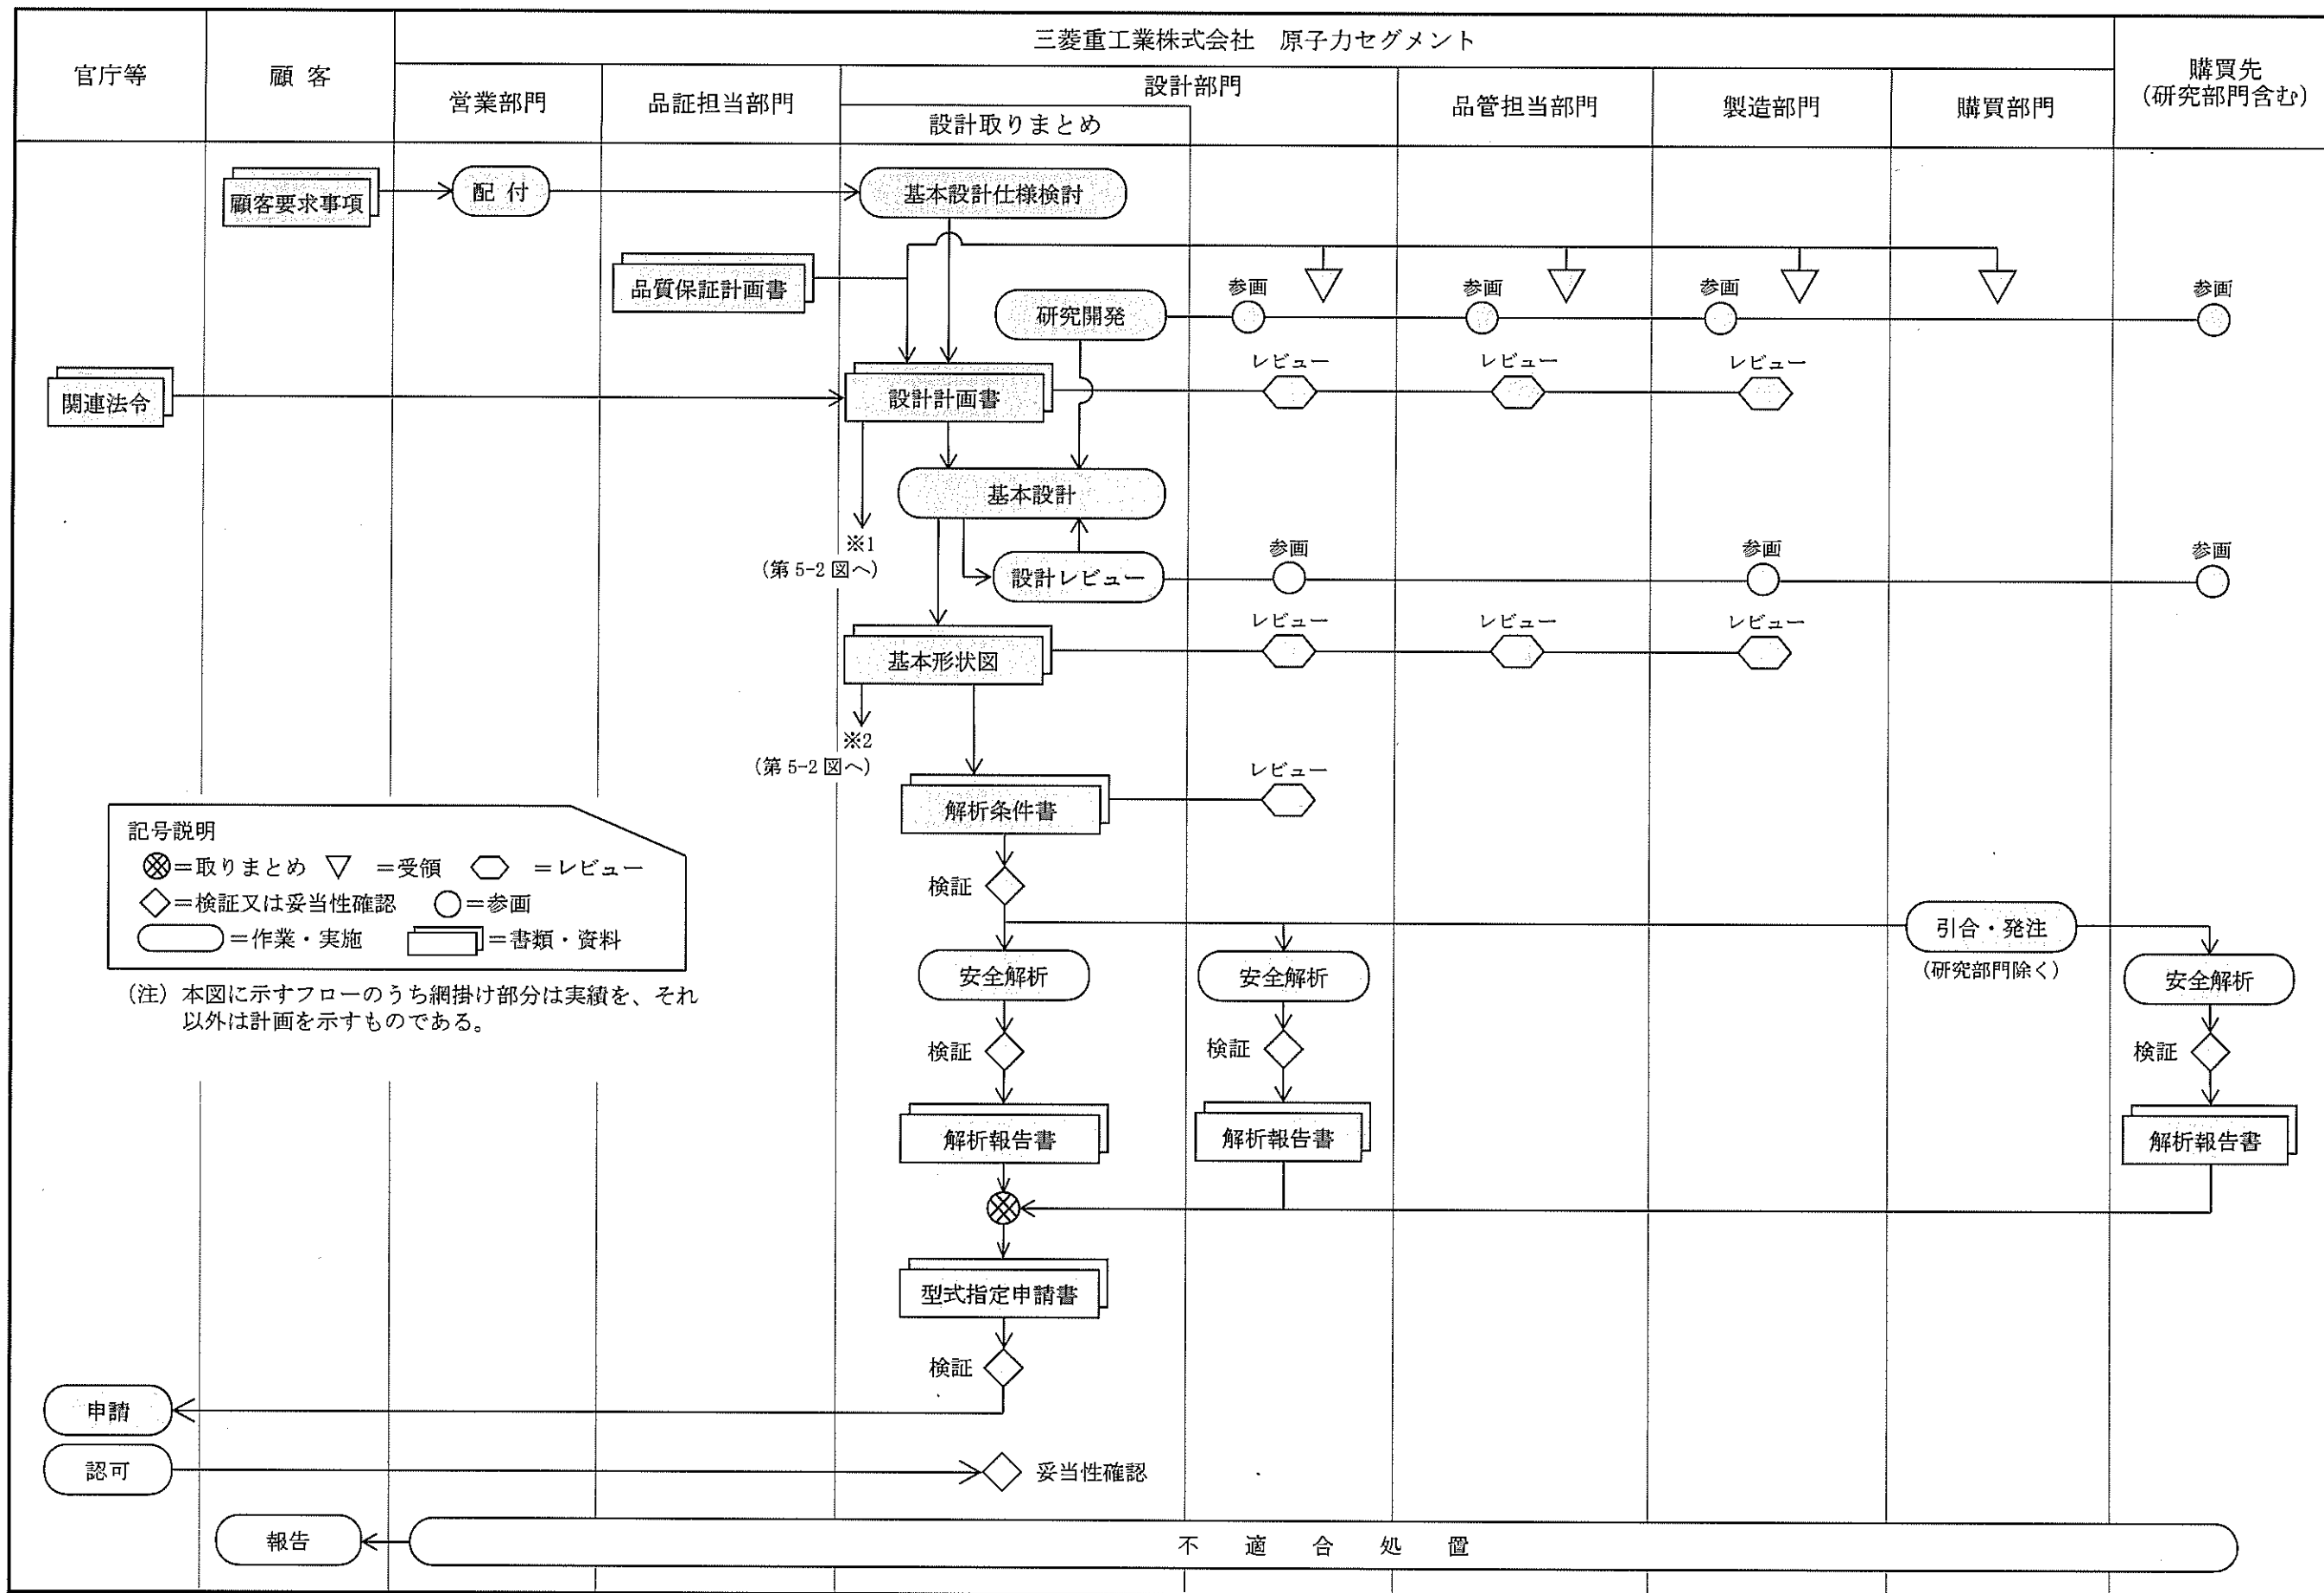 三菱重工業株式会社 原子力セグメント
官庁等
顧客
営業部門
品証担当部門
設計部門
設計取りまとめ
品管担当部門
製造部門
購買部門
購買先
(研究部門含む)
顧客要求事項
配付
基本設計仕様検討
品質保証計画書
研究開発
参画
参画
参画
参画
関連法令
設計計画書
レビュー
レビュー
レビュー
基本設計
※1
(第 5-2 図へ)
設計レビュー
参画
参画
参画
基本形状図
レビュー
レビュー
レビュー
※2
(第 5-2 図へ)
解析条件書
レビュー
記号説明
=取りまとめ =受領 =レビュー
=検証又は妥当性確認 =参画
=作業・実施 =書類・資料
(注) 本図に示すフローのうち網掛け部分は実績を、それ
以外は計画を示すものである。
検証
引合・発注
(研究部門除く)
安全解析
安全解析
安全解析
検証
検証
検証
解析報告書
解析報告書
解析報告書
型式指定申請書
検証
申請
認可
妥当性確認
報告
不適合処置